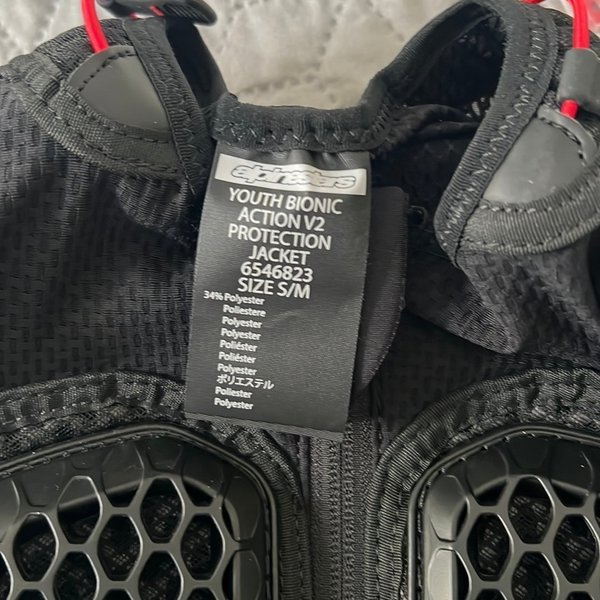 alpinestars
YOUTH BIONIC
ACTION V2
PROTECTION
JACKET
6546823
SIZE S/M
34% Polyester
Poliestere
Polyester
Polyester
Poliéster
Poliéster
Polyester
ポリエステル
Polyester
Polyester